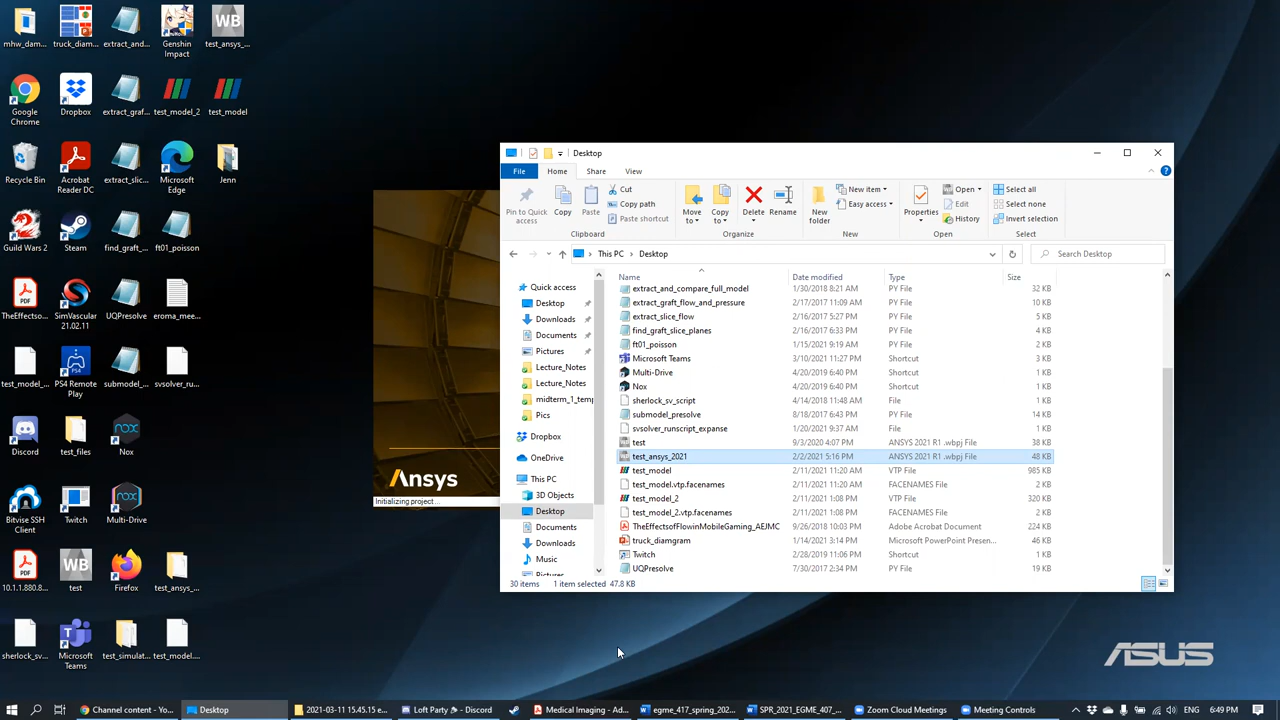 mhw_dam...
truck_diam...
extract_and...
Genshin
Impact
WB
test_ansys_...
Google
Chrome
Dropbox
extract_graf...
test_model_2
test_model
Recycle Bin
Acrobat
Reader DC
extract_slic...
Microsoft
Edge
Jenn
Guild Wars 2
Steam
find_graft_...
ft01_poisson
TheEffectso...
SimVascular
21.02.11
UQPresolve
eroma_mee...
test_model_...
PS4 Remote
Play
submodel_...
svsolver_ru...
Discord
test_files
nox
Nox
Bitvise SSH
Client
Twitch
Multi-Drive
10.1.1.880.8...
WB
test
Firefox
test_ansys_...
sherlock_sv...
Microsoft
Teams
test_simulat...
test_model....
Ansys
Initializing project...
Desktop
File
Home
Share
View
Pin to Quick
access
Copy
Paste
Cut
Copy path
Paste shortcut
Clipboard
Move
to
Copy
to
Delete
Rename
Organize
New
folder
New item
Easy access
New
Properties
Open
Edit
History
Open
Select all
Select none
Invert selection
Select
This PC > Desktop
Search Desktop
Quick access
Desktop
Downloads
Documents
Pictures
Lecture_Notes
Lecture_Notes
midterm_1_temp
Pics
Dropbox
OneDrive
This PC
3D Objects
Desktop
Documents
Downloads
Music
Pictures
Name Date modified Type Size
extract_and_compare_full_model 1/30/2018 8:21 AM PY File 32 KB
extract_graft_flow_and_pressure 2/17/2017 11:09 AM PY File 10 KB
extract_slice_flow 2/16/2017 5:27 PM PY File 5 KB
find_graft_slice_planes 2/16/2017 6:33 PM PY File 4 KB
ft01_poisson 1/15/2021 9:19 AM PY File 2 KB
Microsoft Teams 3/10/2021 11:27 PM Shortcut 3 KB
Multi-Drive 4/20/2019 6:40 PM Shortcut 1 KB
Nox 4/20/2019 6:40 PM Shortcut 1 KB
sherlock_sv_script 4/14/2018 11:48 AM File 1 KB
submodel_presolve 8/18/2017 6:43 PM PY File 14 KB
svsolver_runscript_expanse 1/20/2021 9:37 AM File 1 KB
test 9/3/2020 4:07 PM ANSYS 2021 R1 .wbpj File 38 KB
test_ansys_2021 2/2/2021 5:16 PM ANSYS 2021 R1 .wbpj File 48 KB
test_model 2/11/2021 11:20 AM VTP File 985 KB
test_model.vtp.facenames 2/11/2021 11:20 AM FACENAMES File 2 KB
test_model_2 2/11/2021 1:08 PM VTP File 320 KB
test_model_2.vtp.facenames 2/11/2021 1:08 PM FACENAMES File 2 KB
TheEffectsofFlowinMobileGaming_AEJMC 9/26/2018 10:03 PM Adobe Acrobat Document 224 KB
truck_diamgram 1/14/2021 3:14 PM Microsoft PowerPoint Presen... 46 KB
Twitch 2/28/2019 11:06 PM Shortcut 3 KB
UQPresolve 7/30/2017 2:34 PM PY File 19 KB
30 items 1 item selected 47.8 KB
ASUS
Channel content - Yo...
Desktop
2021-03-11 15.45.15 e...
Loft Party - Discord
Medical Imaging - Ad...
egme_417_spring_202...
SPR_2021_EGME_407_...
Zoom Cloud Meetings
Meeting Controls
ENG
6:49 PM